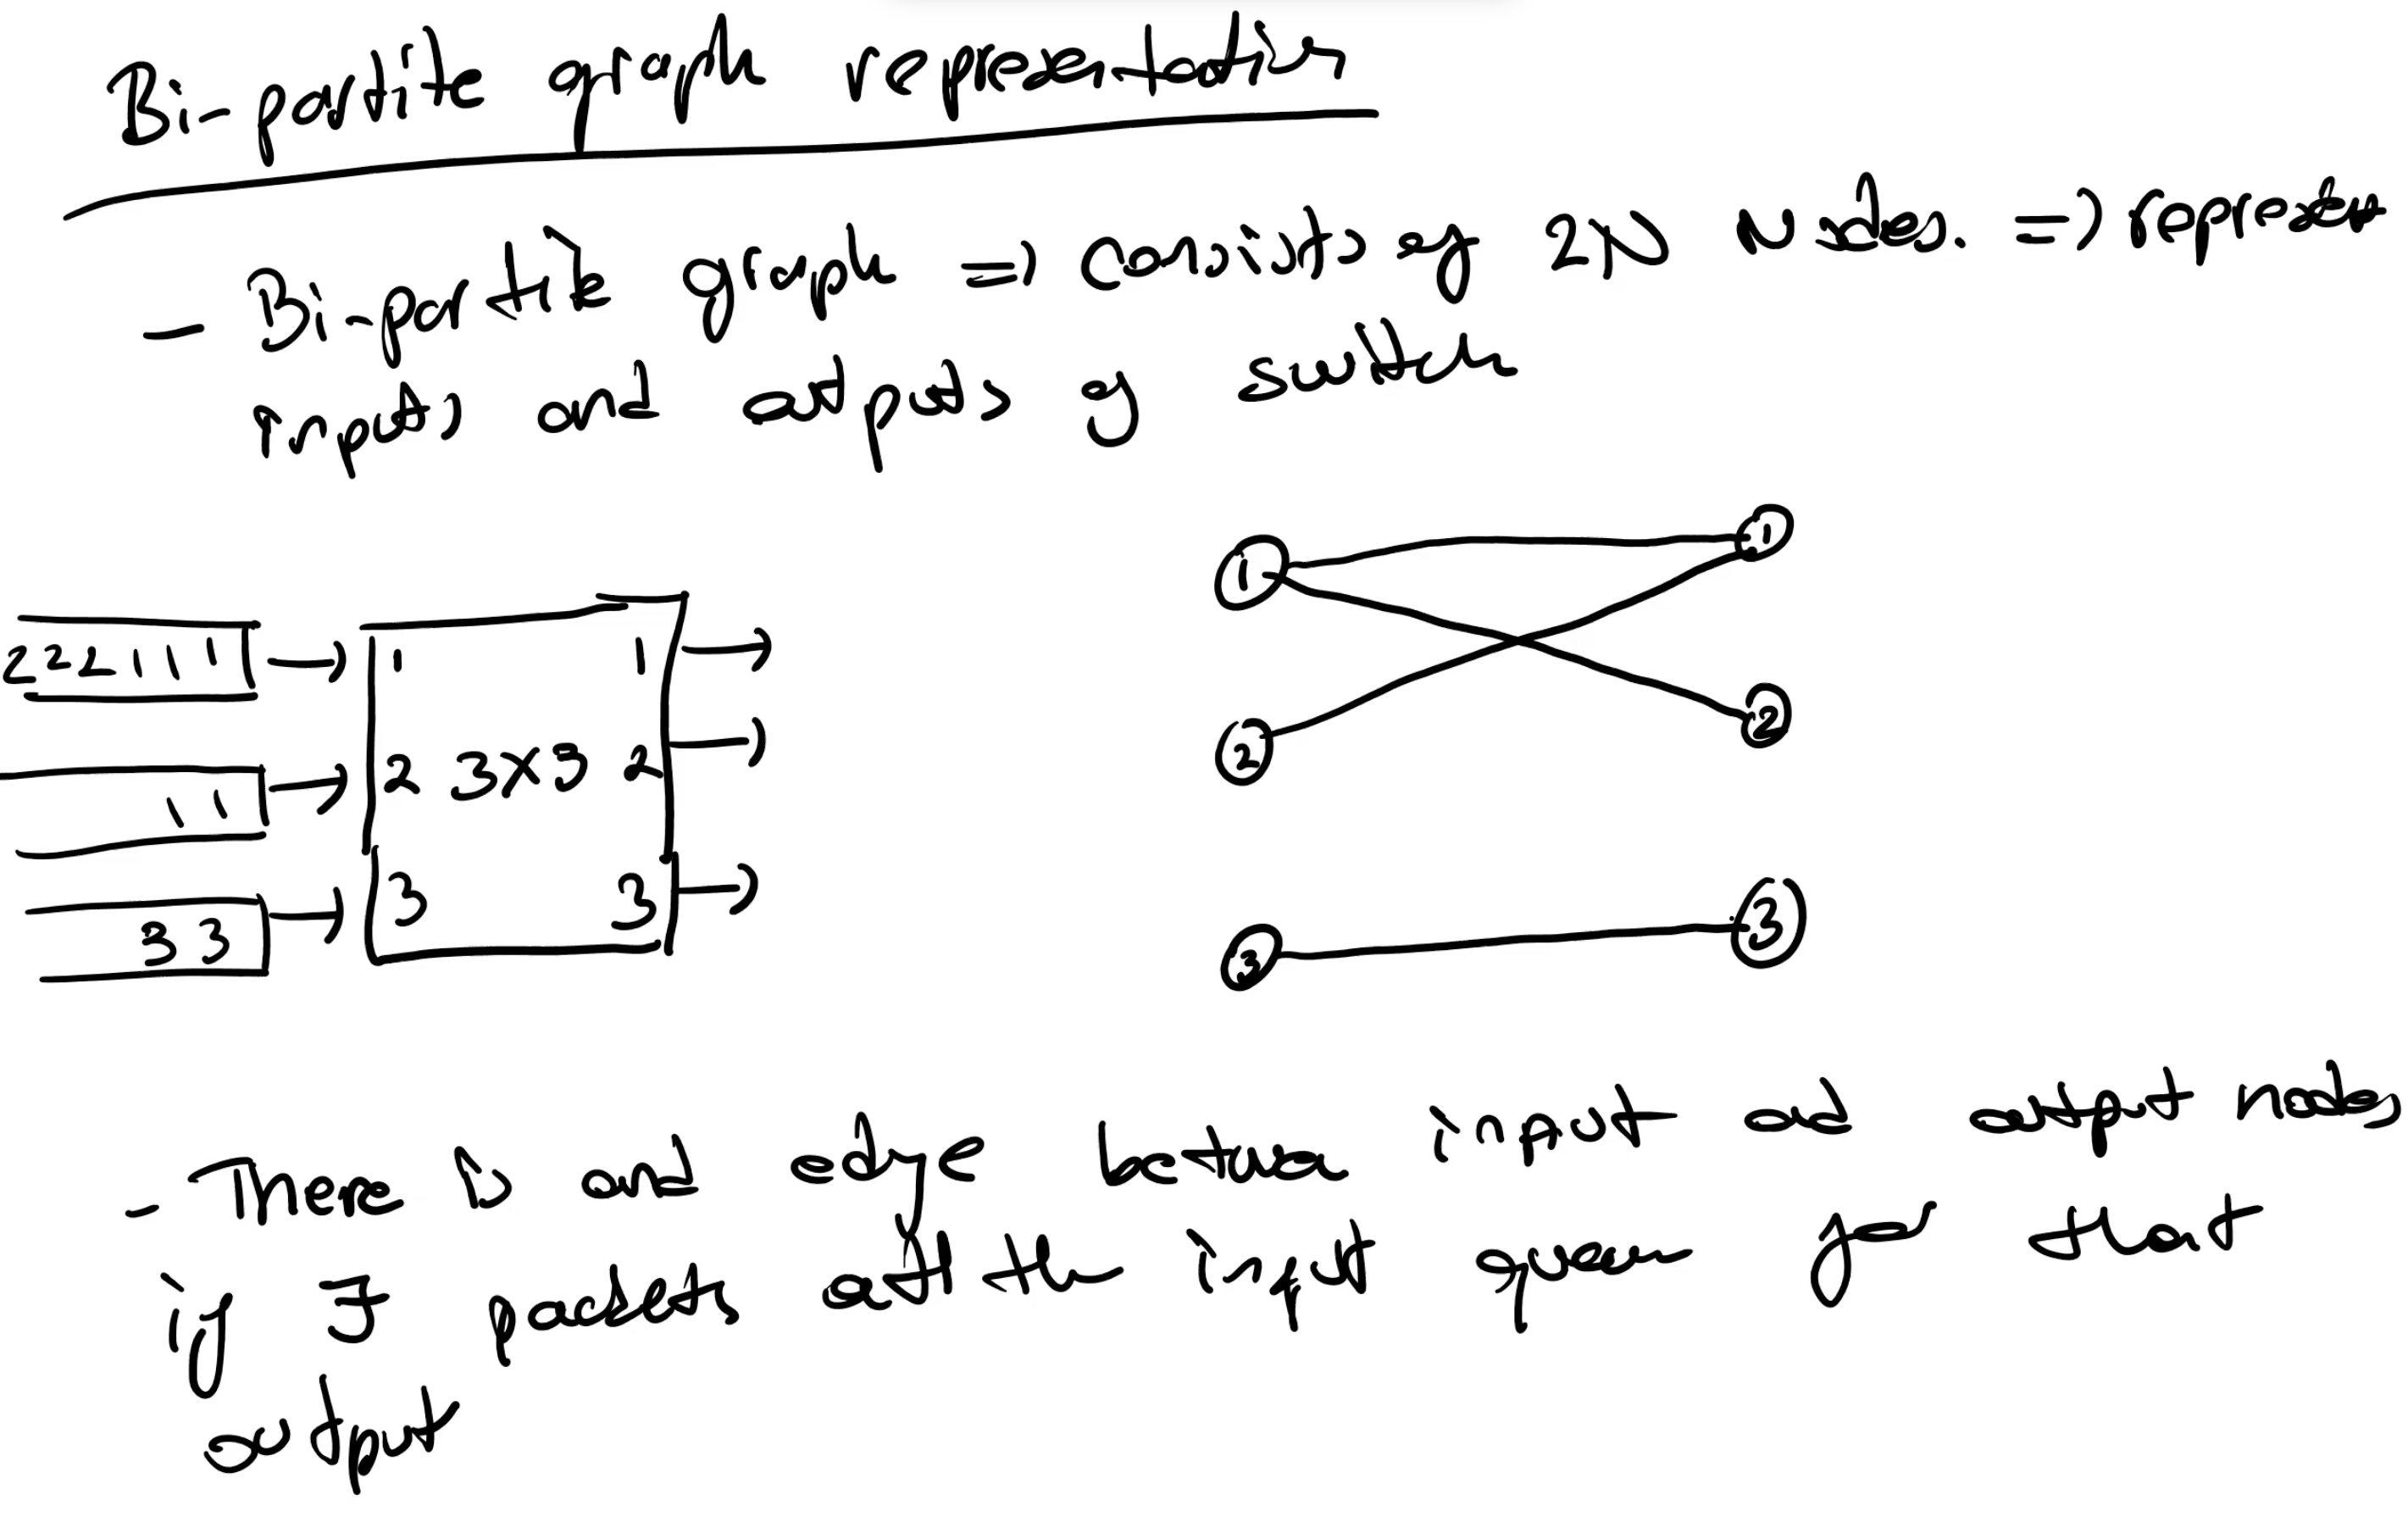 Bi-partite graph representation
- Bi-partite graph => consists of 2N Nodes. => represents
inputs and outputs of switch
1 1
222111 1 1
2 2
2 3x3 2
11
3 3
33
3 3
- There is and edge between input and output nodes
if ∃ packets at the input queue for that
output